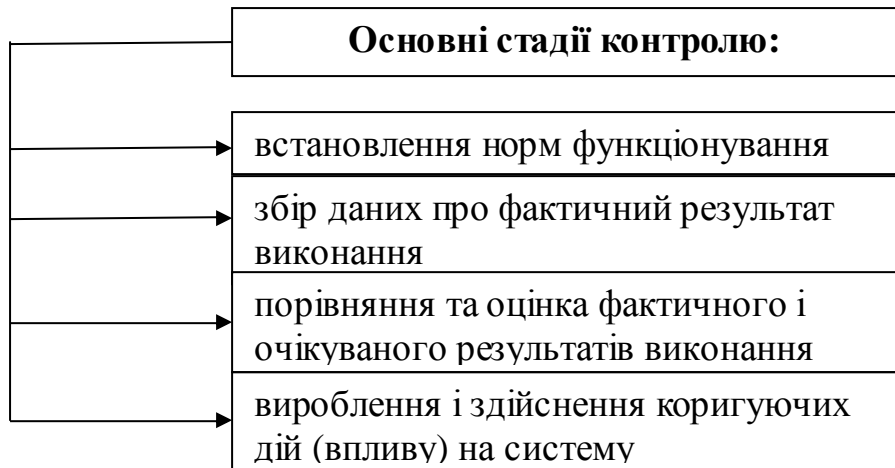 Основні стадії контролю:
встановлення норм функціонування
збір даних про фактичний результат
виконання
порівняння та оцінка фактичного і
очікуваного результатів виконання
вироблення і здійснення коригуючих
дій (впливу) на систему